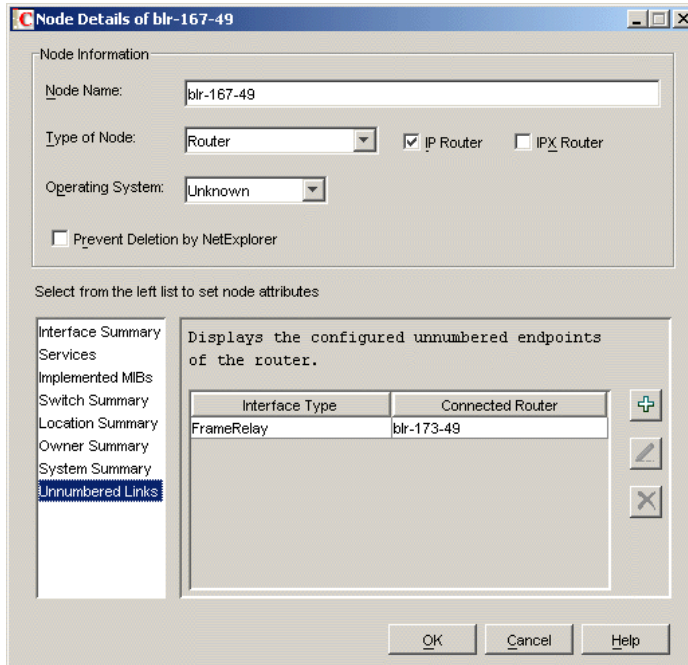 Node Details of blr-167-49
Node Information
Node Name:
blr-167-49
Type of Node:
Router
IP Router
IPX Router
Operating System:
Unknown
Prevent Deletion by NetExplorer
Select from the left list to set node attributes
Interface Summary
Services
Implemented MIBs
Switch Summary
Location Summary
Owner Summary
System Summary
Unnumbered Links
Displays the configured unnumbered endpoints
of the router.
Interface Type Connected Router
FrameRelay blr-173-49
OK Cancel Help